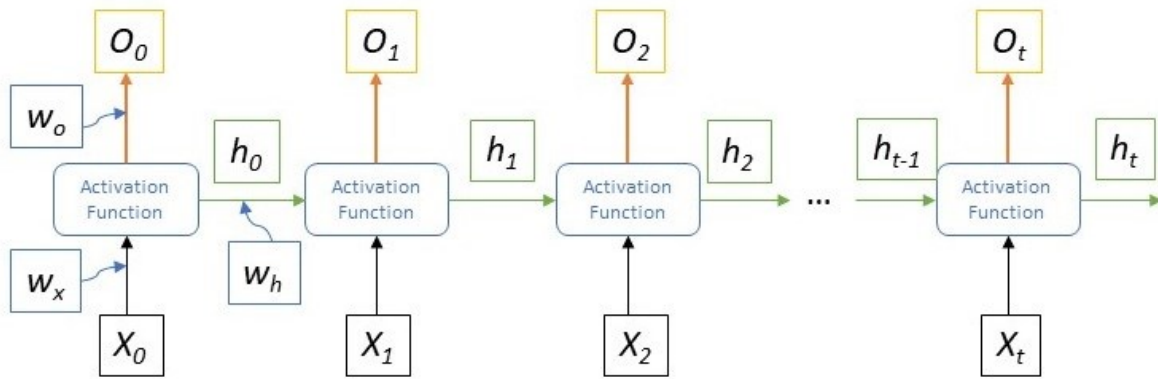 O0 O1 O2 Ot
wo
h0 h1 h2 ht-1 ht
Activation Function Activation Function Activation Function ... Activation Function
wx wh
X0 X1 X2 Xt